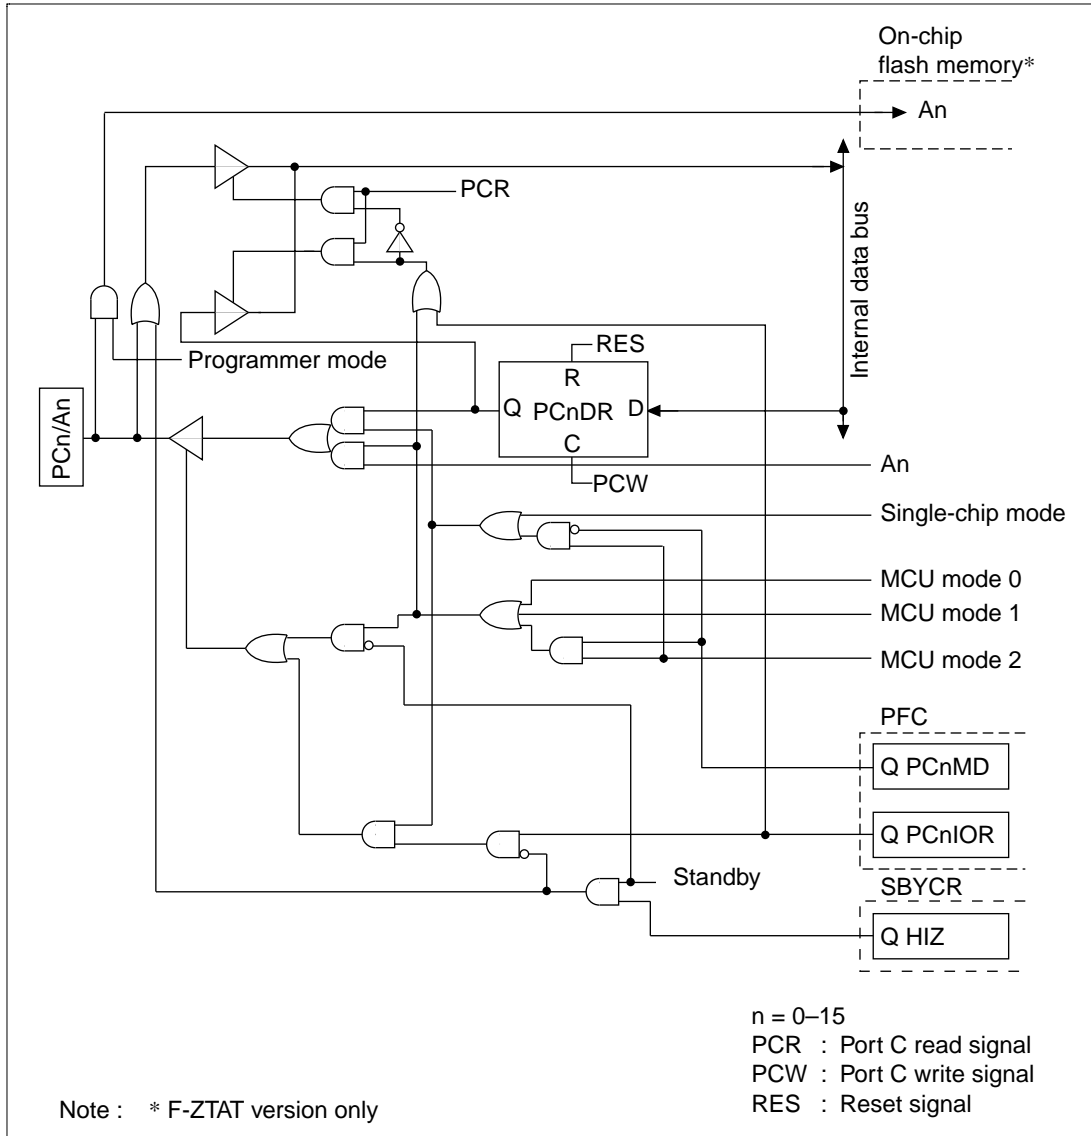 On-chip
flash memory*
An
PCR
Internal data bus
Programmer mode
RES
R
Q PCnDR D
C
PCW
PCn/An
An
Single-chip mode
MCU mode 0
MCU mode 1
MCU mode 2
PFC
Q PCnMD
Q PCnIOR
Standby
SBYCR
Q HIZ
n = 0–15
PCR : Port C read signal
PCW : Port C write signal
RES : Reset signal
Note : * F-ZTAT version only